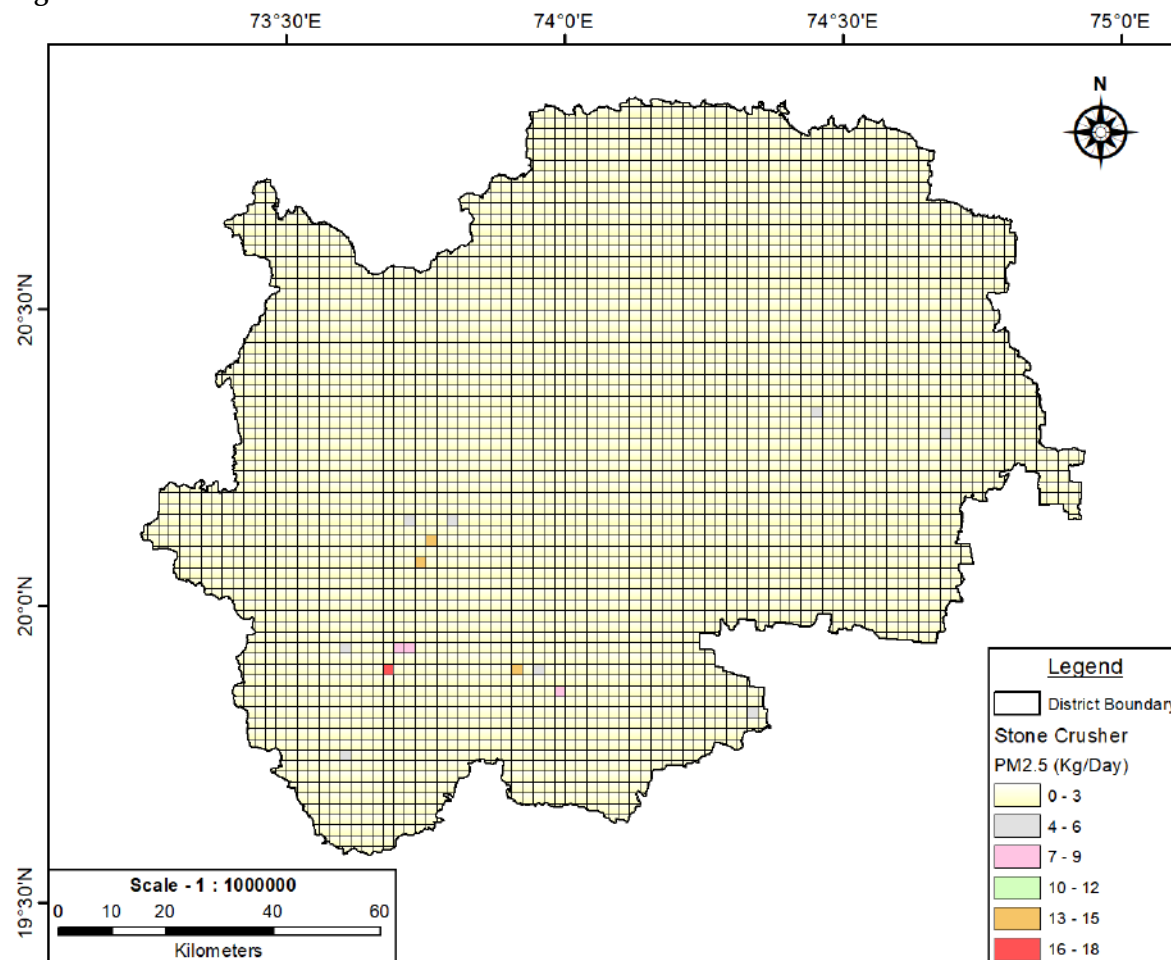 73°30'E 74°0'E 74°30'E 75°0'E
N
20°30'N
20°0'N
19°30'N
Legend
District Boundary
Stone Crusher
PM2.5 (Kg/Day)
0 - 3
4 - 6
7 - 9
10 - 12
13 - 15
16 - 18
Scale - 1 : 1000000
0 10 20 40 60
Kilometers